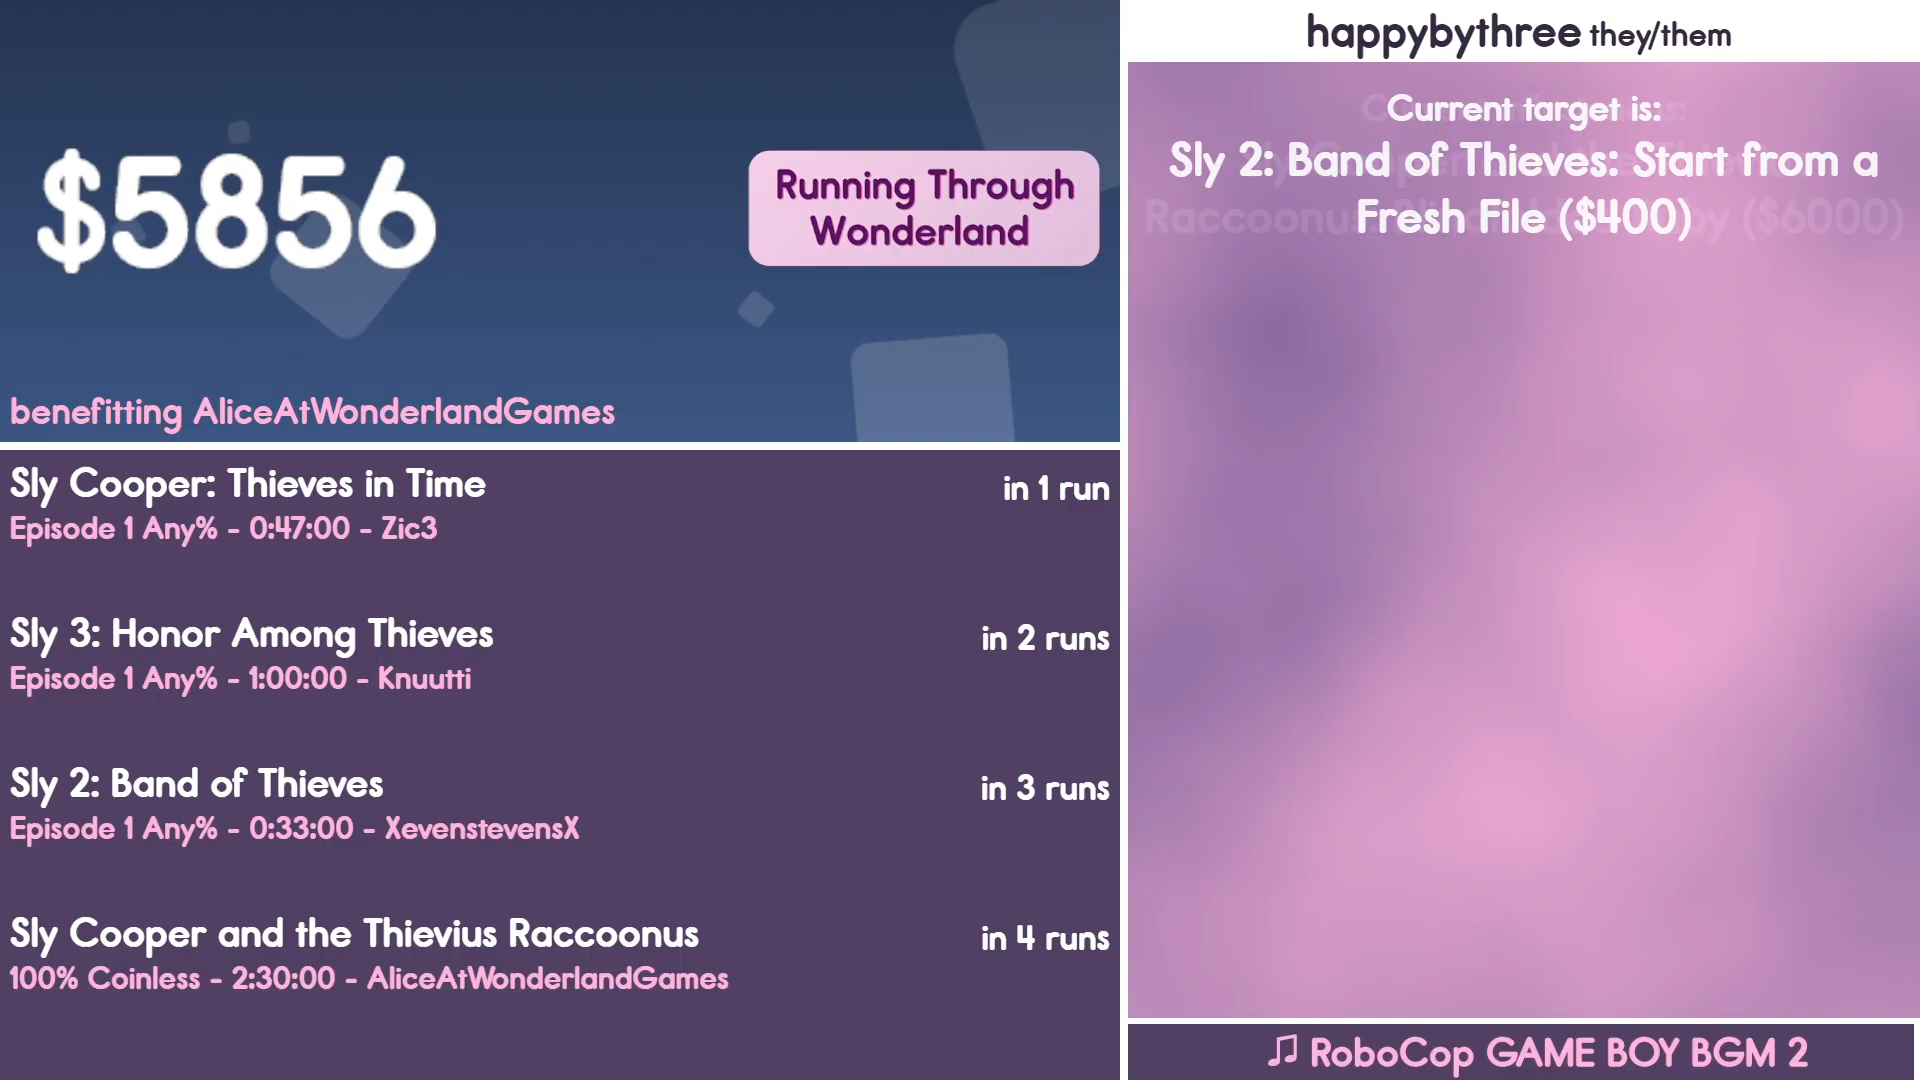 $5856
Running Through
Wonderland
benefitting AliceAtWonderlandGames
Sly Cooper: Thieves in Time
in 1 run
Episode 1 Any% - 0:47:00 - Zic3
Sly 3: Honor Among Thieves
in 2 runs
Episode 1 Any% - 1:00:00 - Knuutti
Sly 2: Band of Thieves
in 3 runs
Episode 1 Any% - 0:33:00 - XevenstevensX
Sly Cooper and the Thievius Raccoonus
in 4 runs
100% Coinless - 2:30:00 - AliceAtWonderlandGames
happybythree they/them
Current target is:
Sly 2: Band of Thieves: Start from a
Fresh File ($400)
Raccoonus ($6000)
♫ RoboCop GAME BOY BGM 2